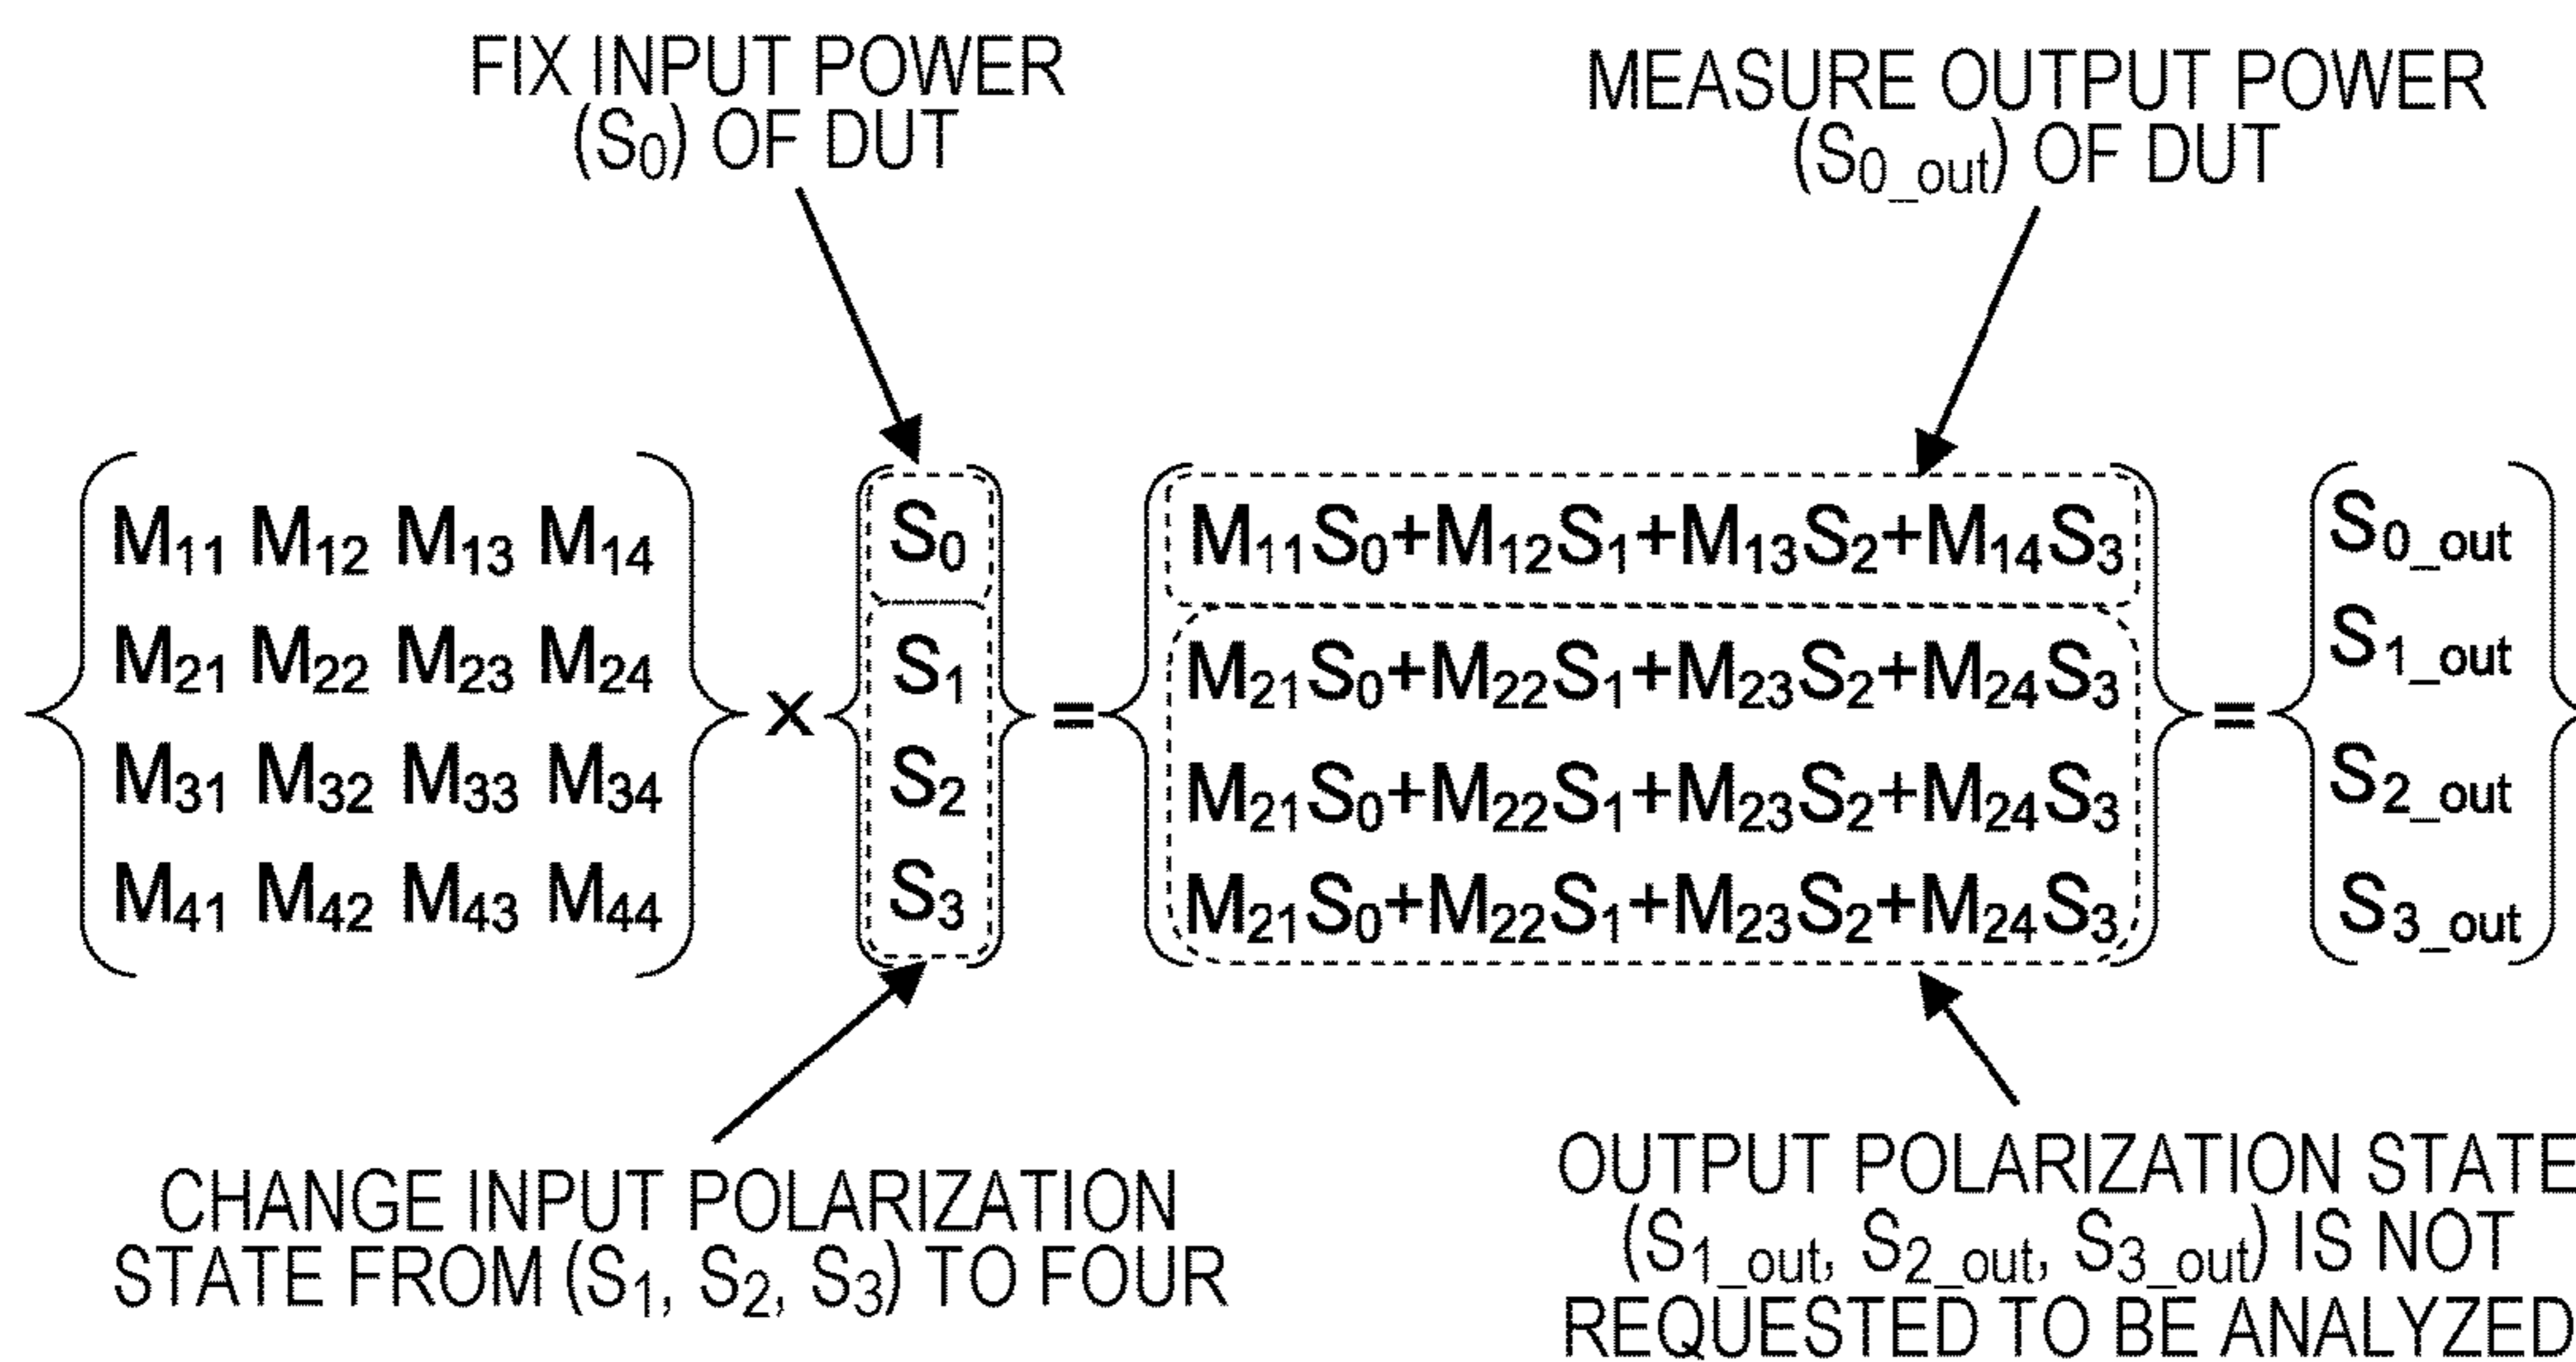 FIX INPUT POWER
(S0) OF DUT
MEASURE OUTPUT POWER
(S0_out) OF DUT
M11 M12 M13 M14
M21 M22 M23 M24
M31 M32 M33 M34
M41 M42 M43 M44
×
S0
S1
S2
S3
=
M11S0+M12S1+M13S2+M14S3
M21S0+M22S1+M23S2+M24S3
M21S0+M22S1+M23S2+M24S3
M21S0+M22S1+M23S2+M24S3
=
S0_out
S1_out
S2_out
S3_out
CHANGE INPUT POLARIZATION
STATE FROM (S1, S2, S3) TO FOUR
OUTPUT POLARIZATION STATE
(S1_out, S2_out, S3_out) IS NOT
REQUESTED TO BE ANALYZED